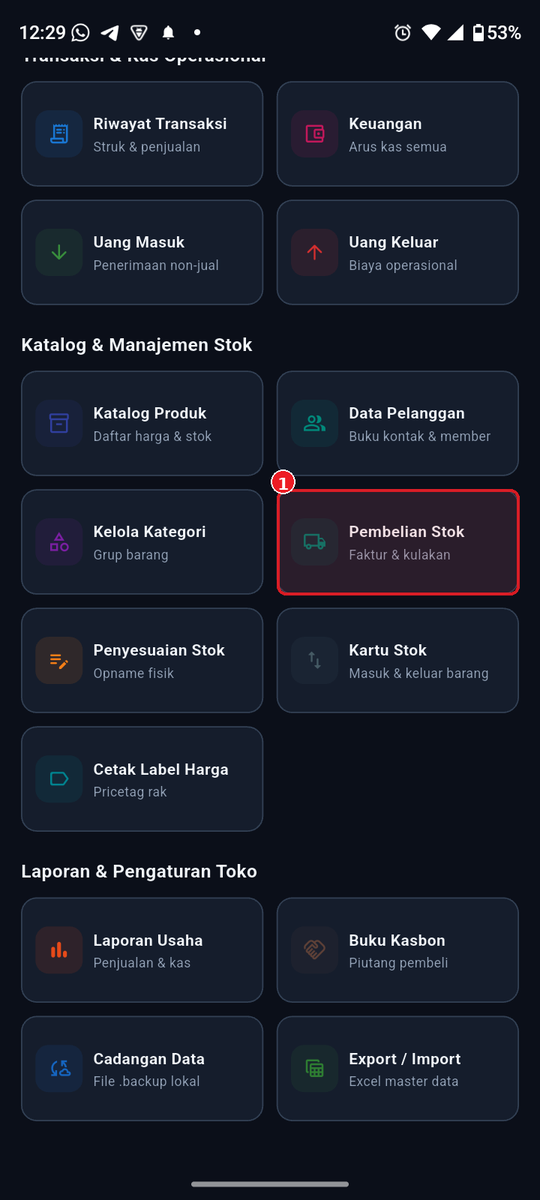 12:29
53%
Transaksi & Kas Operasional
Riwayat Transaksi
Struk & penjualan
Keuangan
Arus kas semua
Uang Masuk
Penerimaan non-jual
Uang Keluar
Biaya operasional
Katalog & Manajemen Stok
Katalog Produk
Daftar harga & stok
Data Pelanggan
Buku kontak & member
1
Kelola Kategori
Grup barang
Pembelian Stok
Faktur & kulakan
Penyesuaian Stok
Opname fisik
Kartu Stok
Masuk & keluar barang
Cetak Label Harga
Pricetag rak
Laporan & Pengaturan Toko
Laporan Usaha
Penjualan & kas
Buku Kasbon
Piutang pembeli
Cadangan Data
File .backup lokal
Export / Import
Excel master data